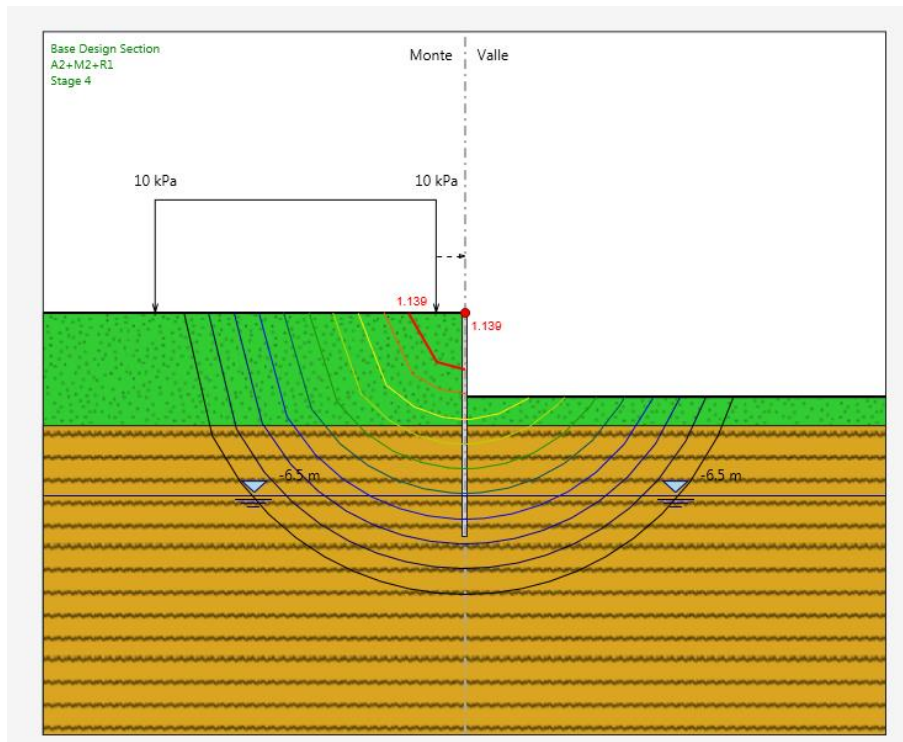 Base Design Section
A2+M2+R1
Stage 4
Monte Valle
10 kPa 10 kPa
1.139
1.139
-6.5 m -6.5 m